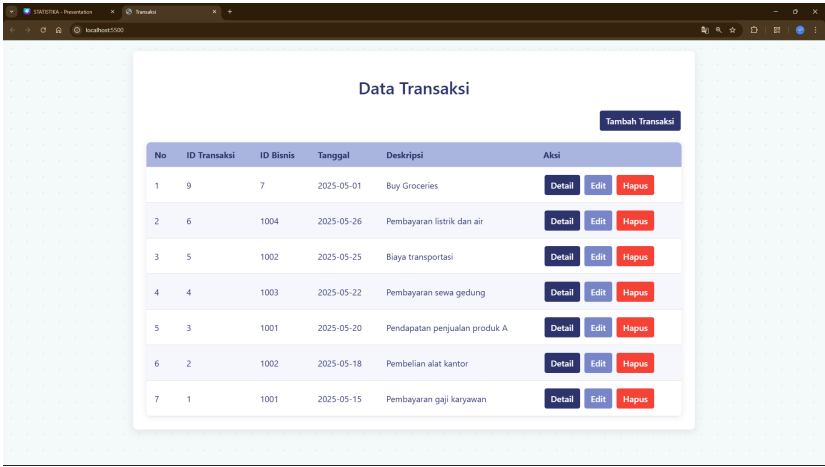 STATISTIKA - Presentation
Transaksi
localhost:5500
Data Transaksi
Tambah Transaksi
No ID Transaksi ID Bisnis Tanggal Deskripsi Aksi
1 9 7 2025-05-01 Buy Groceries Detail Edit Hapus
2 6 1004 2025-05-26 Pembayaran listrik dan air Detail Edit Hapus
3 5 1002 2025-05-25 Biaya transportasi Detail Edit Hapus
4 4 1003 2025-05-22 Pembayaran sewa gedung Detail Edit Hapus
5 3 1001 2025-05-20 Pendapatan penjualan produk A Detail Edit Hapus
6 2 1002 2025-05-18 Pembelian alat kantor Detail Edit Hapus
7 1 1001 2025-05-15 Pembayaran gaji karyawan Detail Edit Hapus